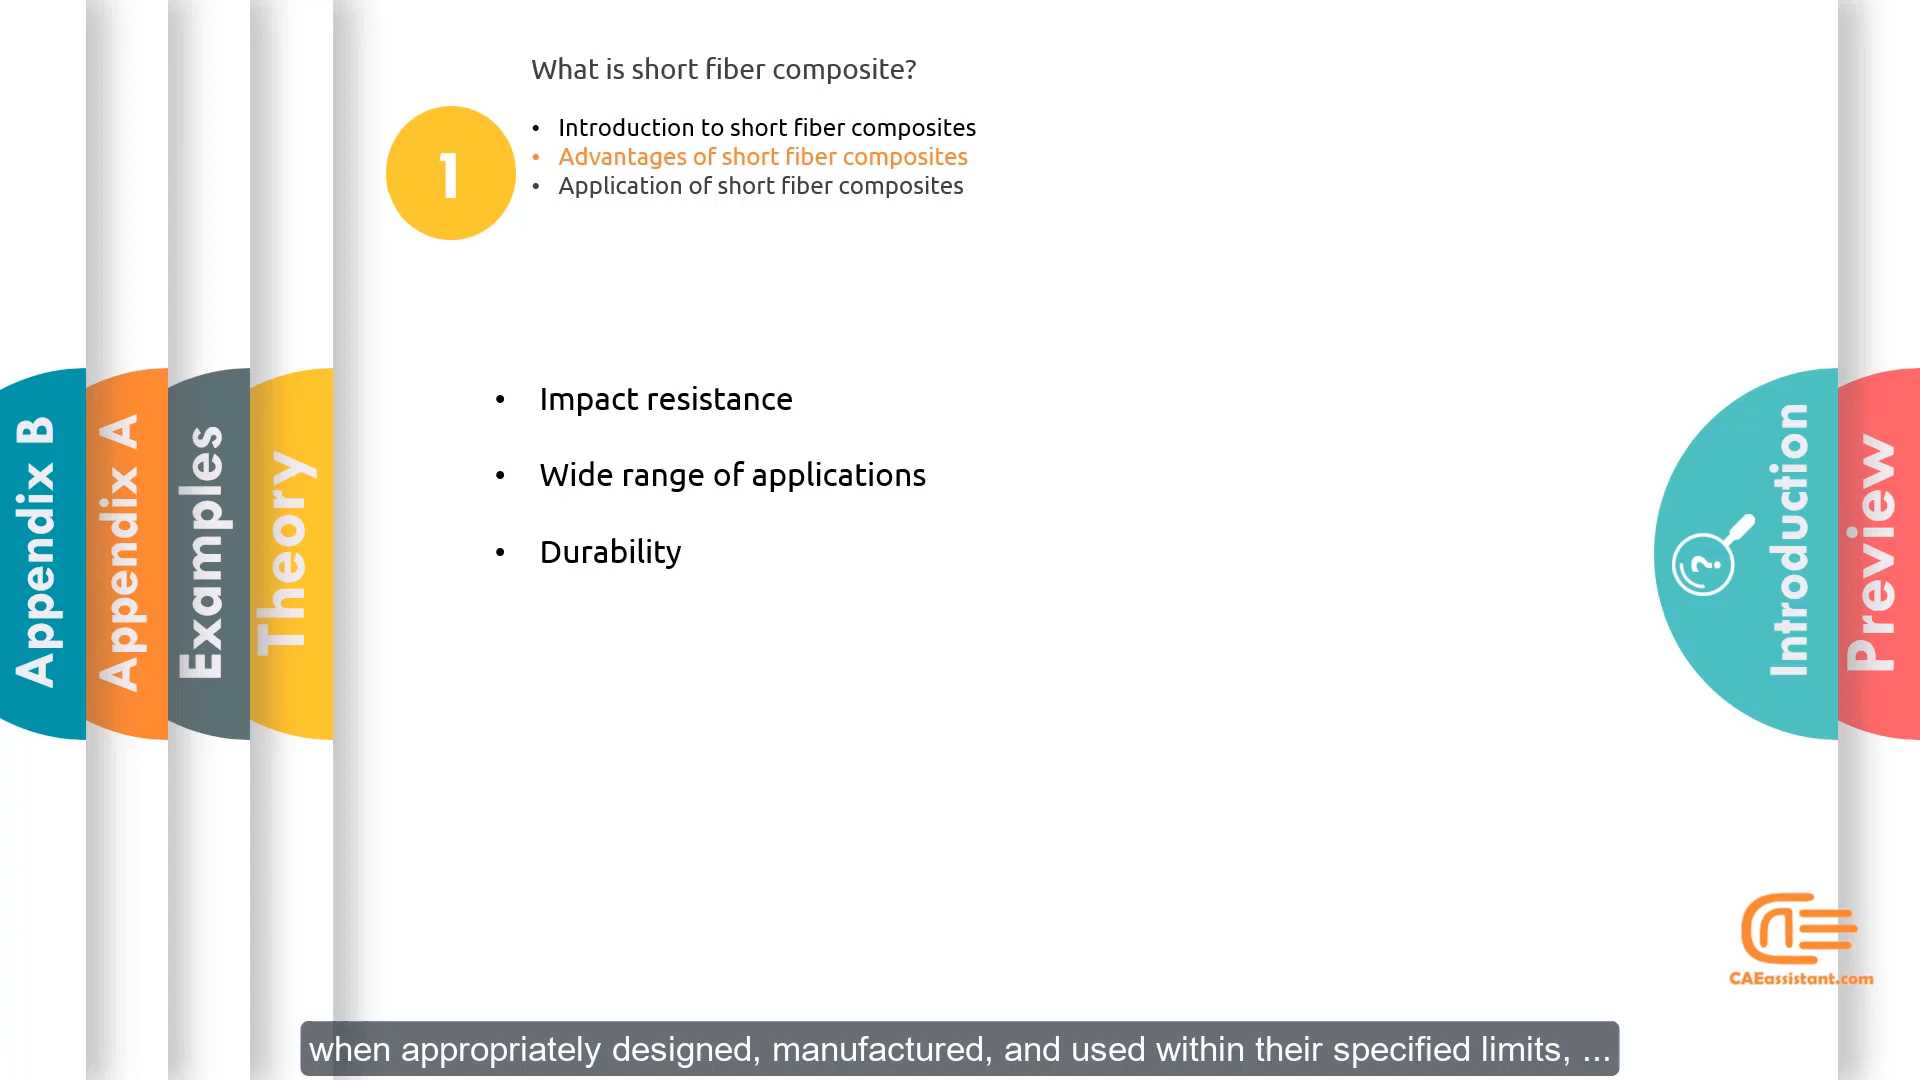 What is short fiber composite?
1
• Introduction to short fiber composites
• Advantages of short fiber composites
• Application of short fiber composites
• Impact resistance
• Wide range of applications
• Durability
Appendix B
Appendix A
Examples
Theory
?
Introduction
Preview
CAEassistant.com
when appropriately designed, manufactured, and used within their specified limits, ...